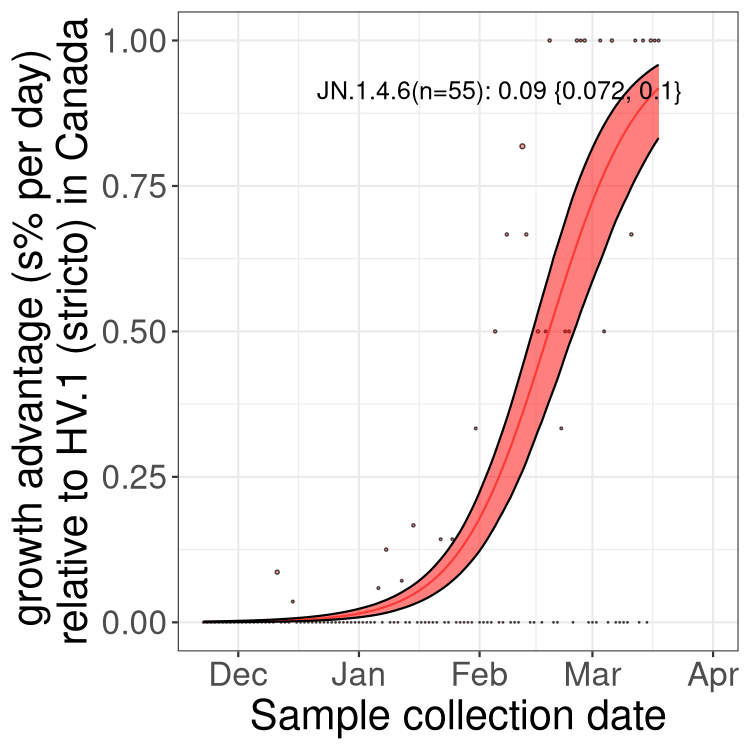 growth advantage (s% per day)
relative to HV.1 (stricto) in Canada
1.00
0.75
0.50
0.25
0.00
JN.1.4.6(n=55): 0.09 {0.072, 0.1}
Dec Jan Feb Mar Apr
Sample collection date